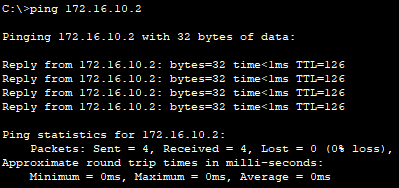 C:\>ping 172.16.10.2
Pinging 172.16.10.2 with 32 bytes of data:
Reply from 172.16.10.2: bytes=32 time<1ms TTL=126
Reply from 172.16.10.2: bytes=32 time<1ms TTL=126
Reply from 172.16.10.2: bytes=32 time<1ms TTL=126
Reply from 172.16.10.2: bytes=32 time<1ms TTL=126
Ping statistics for 172.16.10.2:
Packets: Sent = 4, Received = 4, Lost = 0 (0% loss),
Approximate round trip times in milli-seconds:
Minimum = 0ms, Maximum = 0ms, Average = 0ms